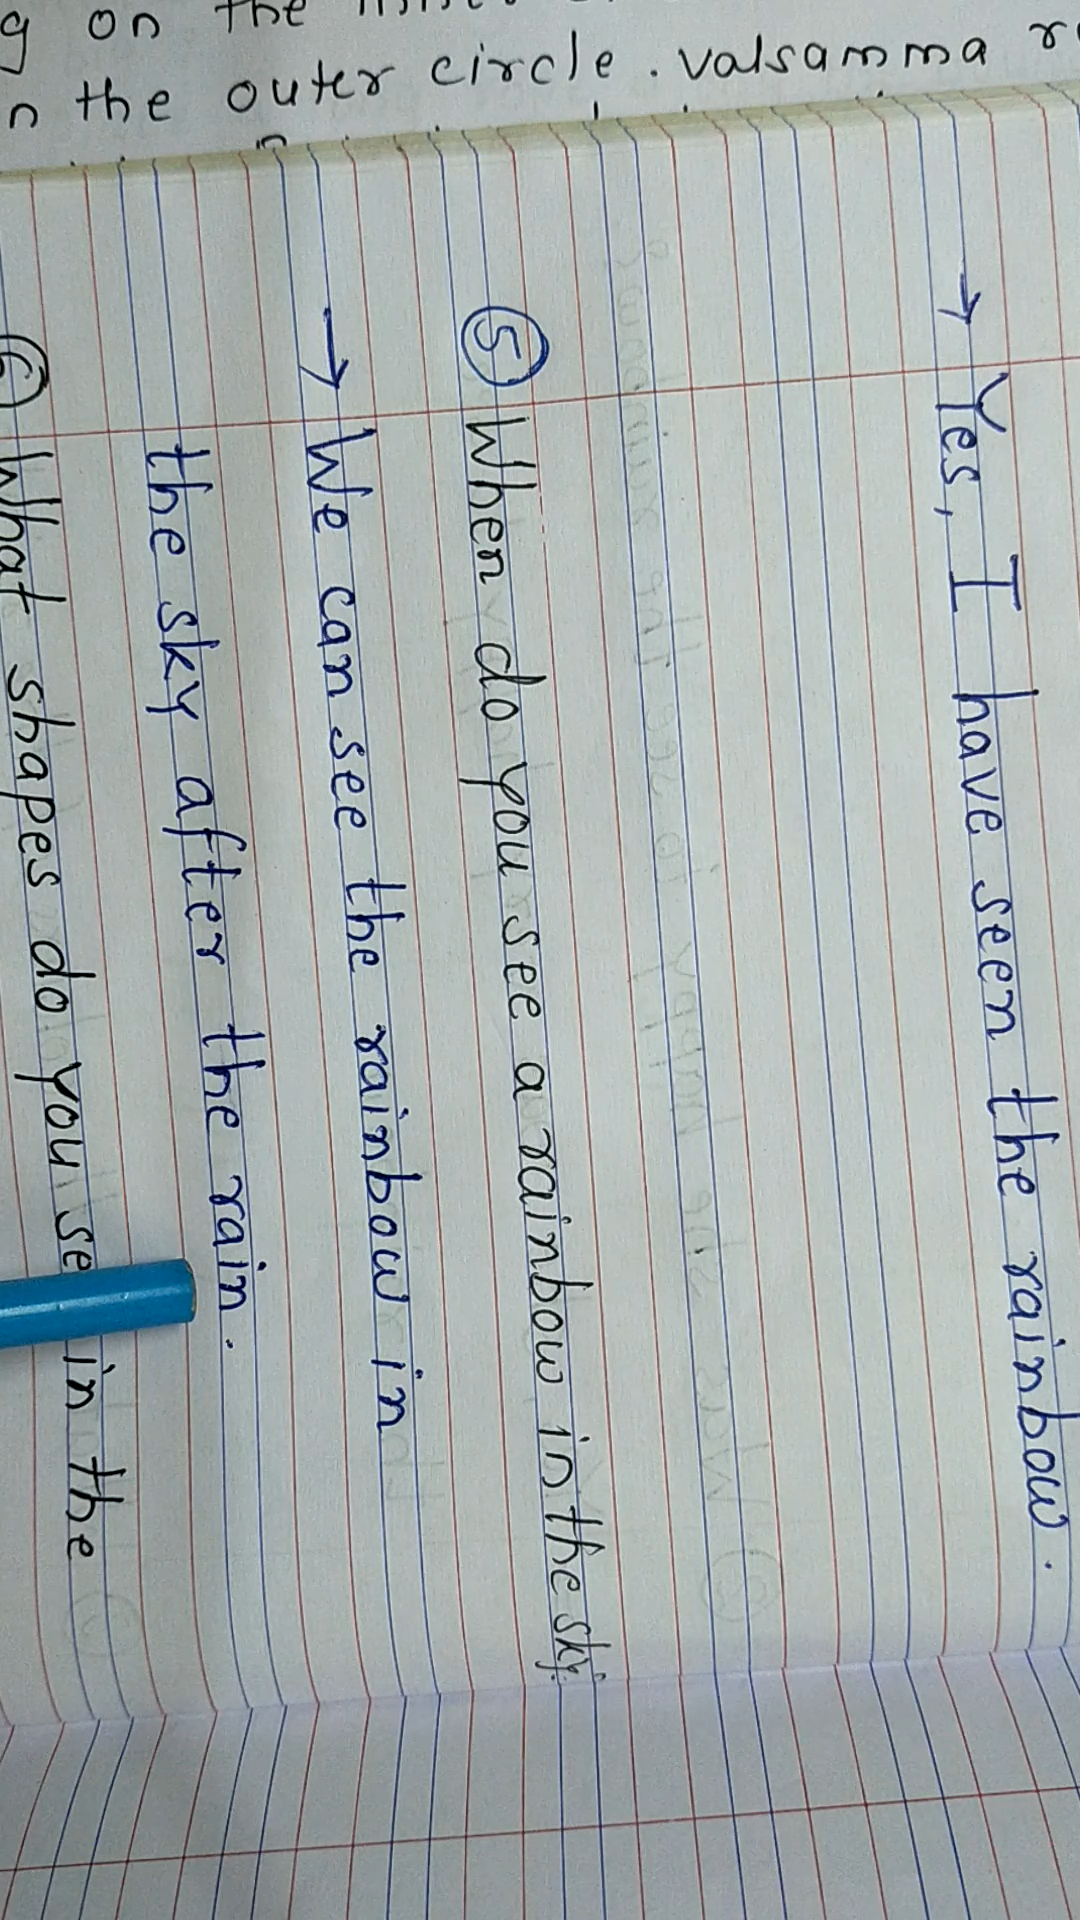 on the
n the outer circle. Valsamma
→ Yes, I have seen the rainbow.
5 When do you see a rainbow in the sky.
→ We can see the rainbow in
the sky after the rain.
6 What shapes do you se in the